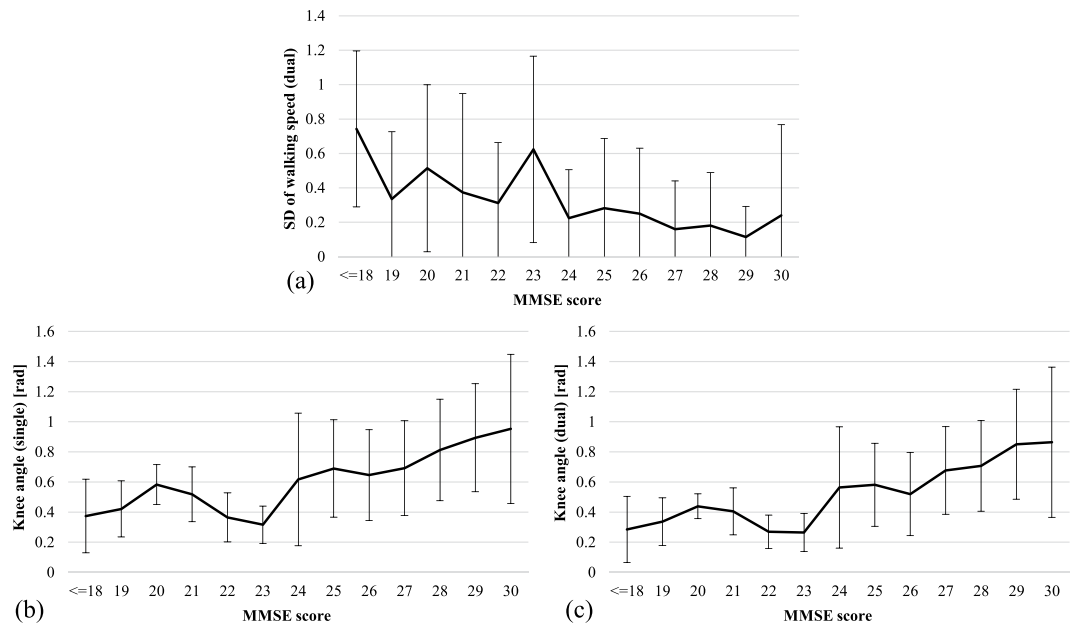 1.4
1.2
1
0.8
0.6
0.4
0.2
0
SD of walking speed (dual)
<=18 19 20 21 22 23 24 25 26 27 28 29 30
MMSE score
(a)
1.6
1.4
1.2
1
0.8
0.6
0.4
0.2
0
Knee angle (single) [rad]
<=18 19 20 21 22 23 24 25 26 27 28 29 30
MMSE score
(b)
1.6
1.4
1.2
1
0.8
0.6
0.4
0.2
0
Knee angle (dual) [rad]
<=18 19 20 21 22 23 24 25 26 27 28 29 30
MMSE score
(c)